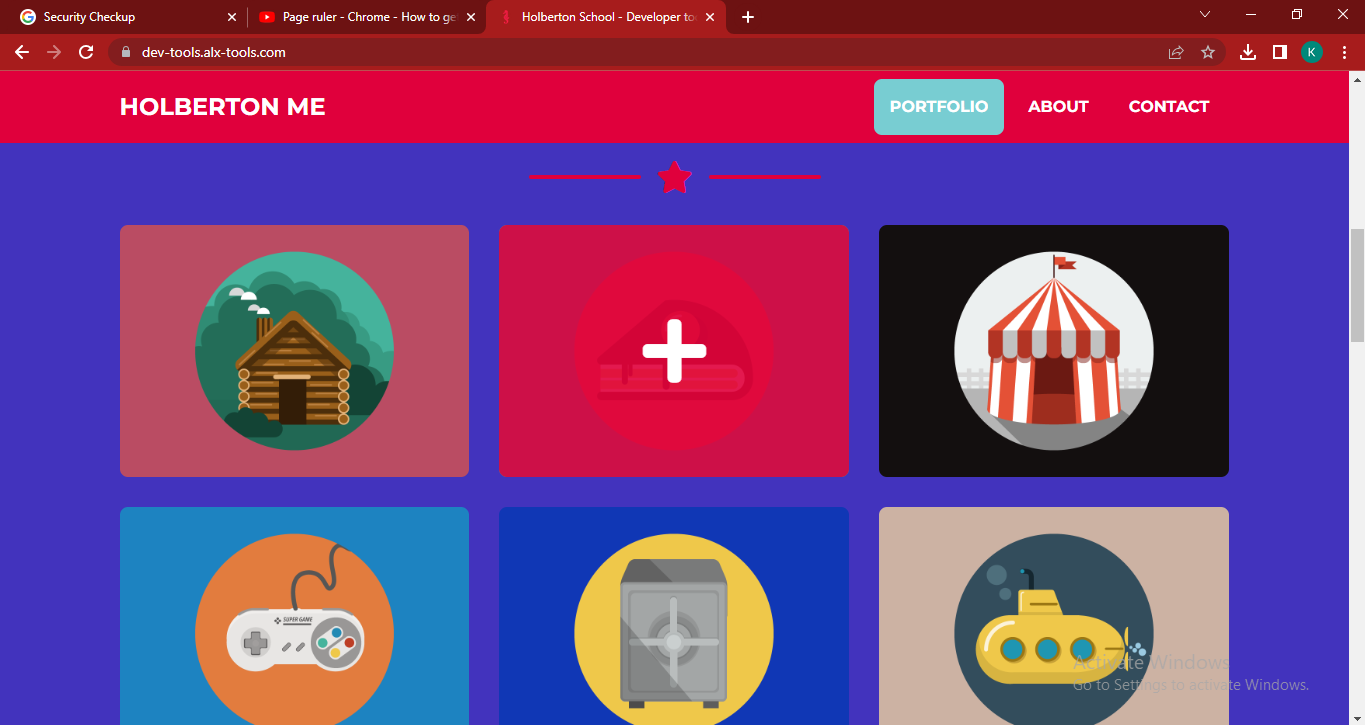 Security Checkup
Page ruler - Chrome - How to ge
Holberton School - Developer to
dev-tools.alx-tools.com
K
HOLBERTON ME
PORTFOLIO
ABOUT
CONTACT
SUPER GAME
Activate Windows
Go to Settings to activate Windows.